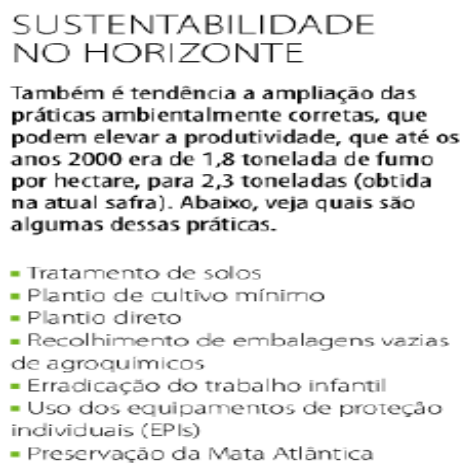 SUSTENTABILIDADE
NO HORIZONTE
Também é tendência a ampliação das
práticas ambientalmente corretas, que
podem elevar a produtividade, que até os
anos 2000 era de 1,8 tonelada de fumo
por hectare, para 2,3 toneladas (obtida
na atual safra). Abaixo, veja quais são
algumas dessas práticas.
▪ Tratamento de solos
▪ Plantio de cultivo mínimo
▪ Plantio direto
▪ Recolhimento de embalagens vazias
de agroquímicos
▪ Erradicação do trabalho infantil
▪ Uso dos equipamentos de proteção
individuais (EPIs)
▪ Preservação da Mata Atlântica